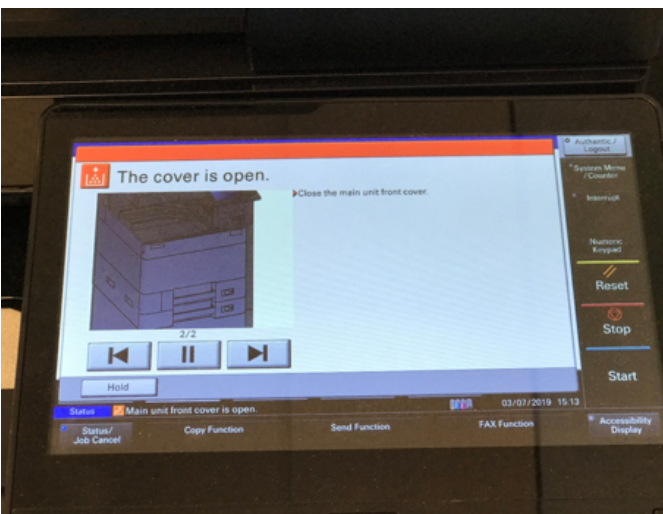 Authentic./
Logout
The cover is open.
Close the main unit front cover.
System Menu
/Counter
Interrupt
Numeric
Keypad
Reset
Stop
Start
2/2
Hold
Status
Main unit front cover is open.
03/07/2019 15:13
Status/
Job Cancel
Copy Function
Send Function
FAX Function
Accessibility
Display